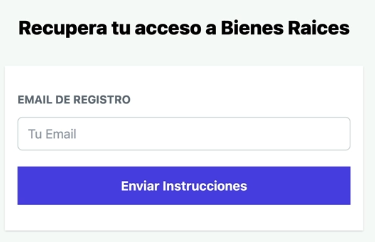 Recupera tu acceso a Bienes Raices
EMAIL DE REGISTRO
Tu Email
Enviar Instrucciones